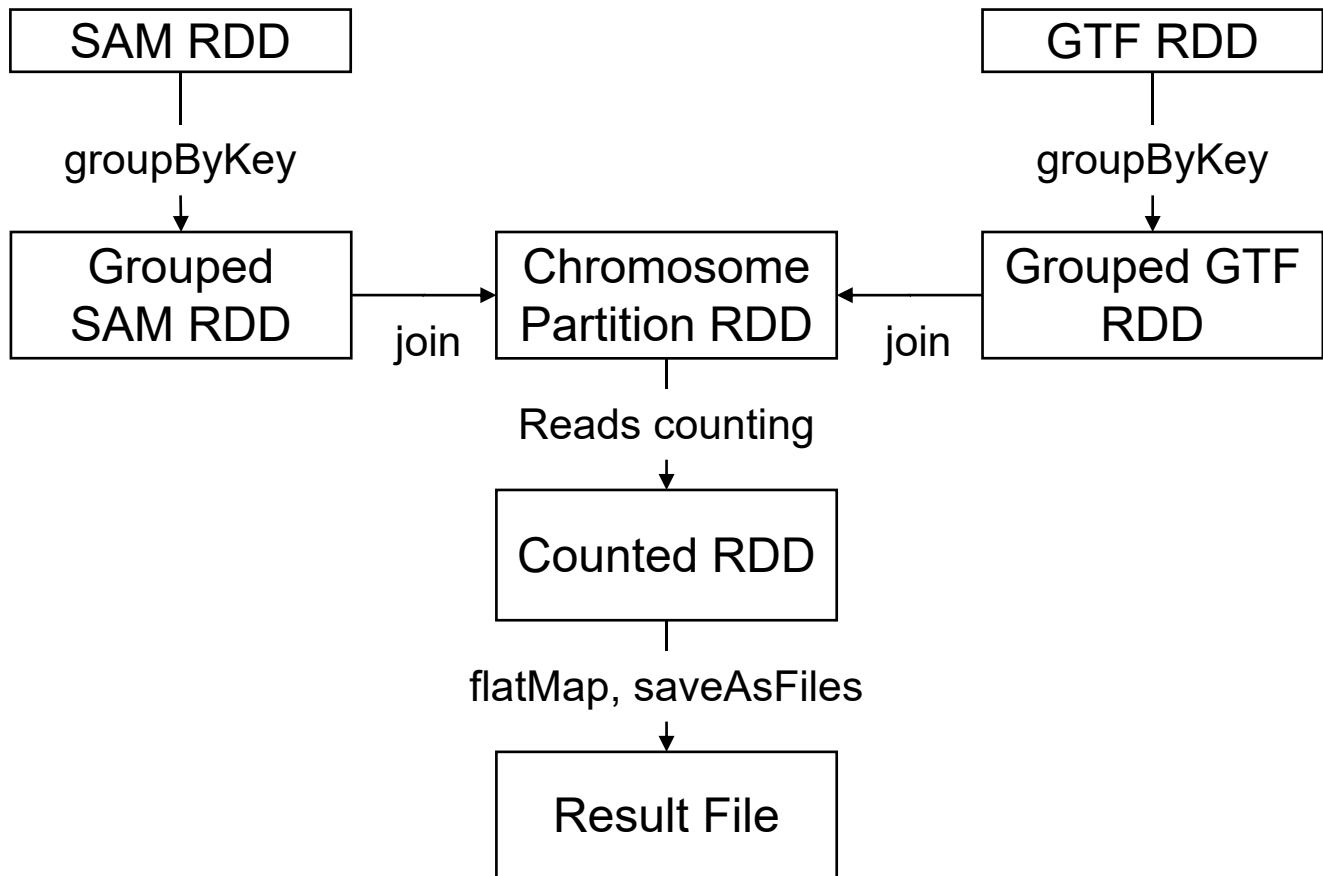 SAM RDD
GTF RDD
groupByKey
groupByKey
Grouped
SAM RDD
Chromosome
Partition RDD
Grouped GTF
RDD
join
join
Reads counting
Counted RDD
flatMap, saveAsFiles
Result File